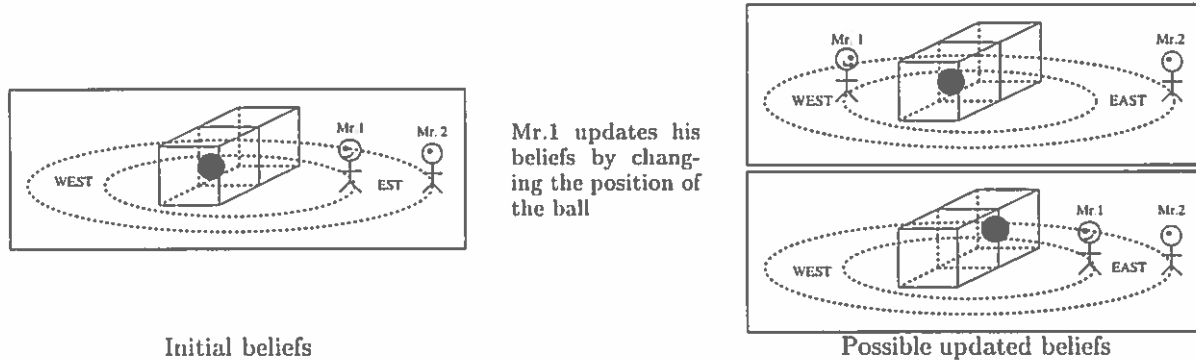 Mr.1 Mr. 2
WEST EST
Initial beliefs
Mr.1 updates his
beliefs by chang-
ing the position of
the ball
Mr. 1 Mr.2
WEST EAST
Mr.1 Mr.2
WEST EAST
Possible updated beliefs